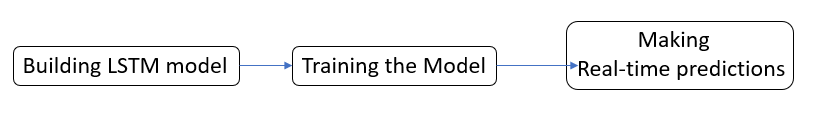 Building LSTM model
Training the Model
Making
Real-time predictions